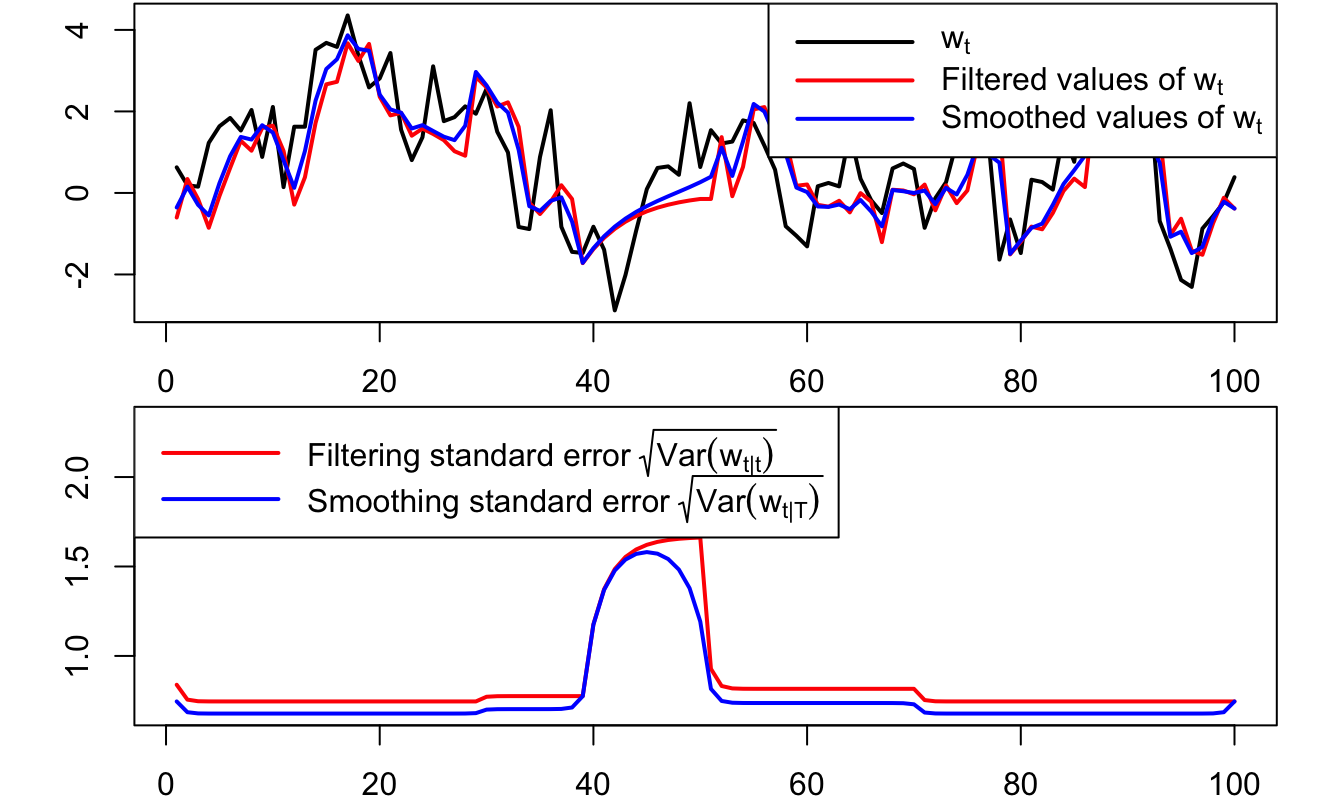 4
2
0
-2
w_t
Filtered values of w_t
Smoothed values of w_t
0 20 40 60 80 100
2.0
1.5
1.0
Filtering standard error √Var(w_t|t)
Smoothing standard error √Var(w_t|T)
0 20 40 60 80 100